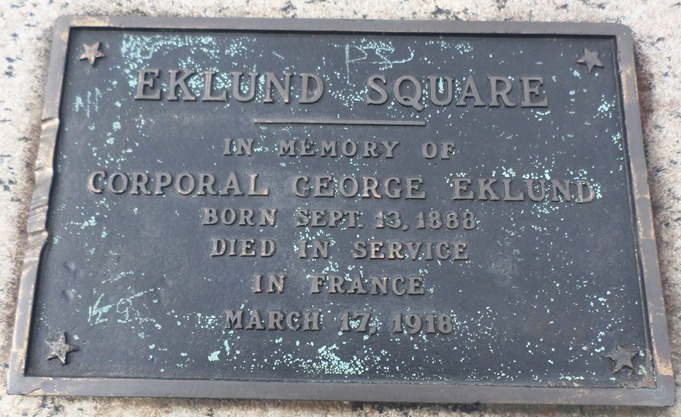 EKLUND SQUARE
IN MEMORY OF
CORPORAL GEORGE EKLUND
BORN SEPT. 13, 1888
DIED IN SERVICE
IN FRANCE
MARCH 17, 1918